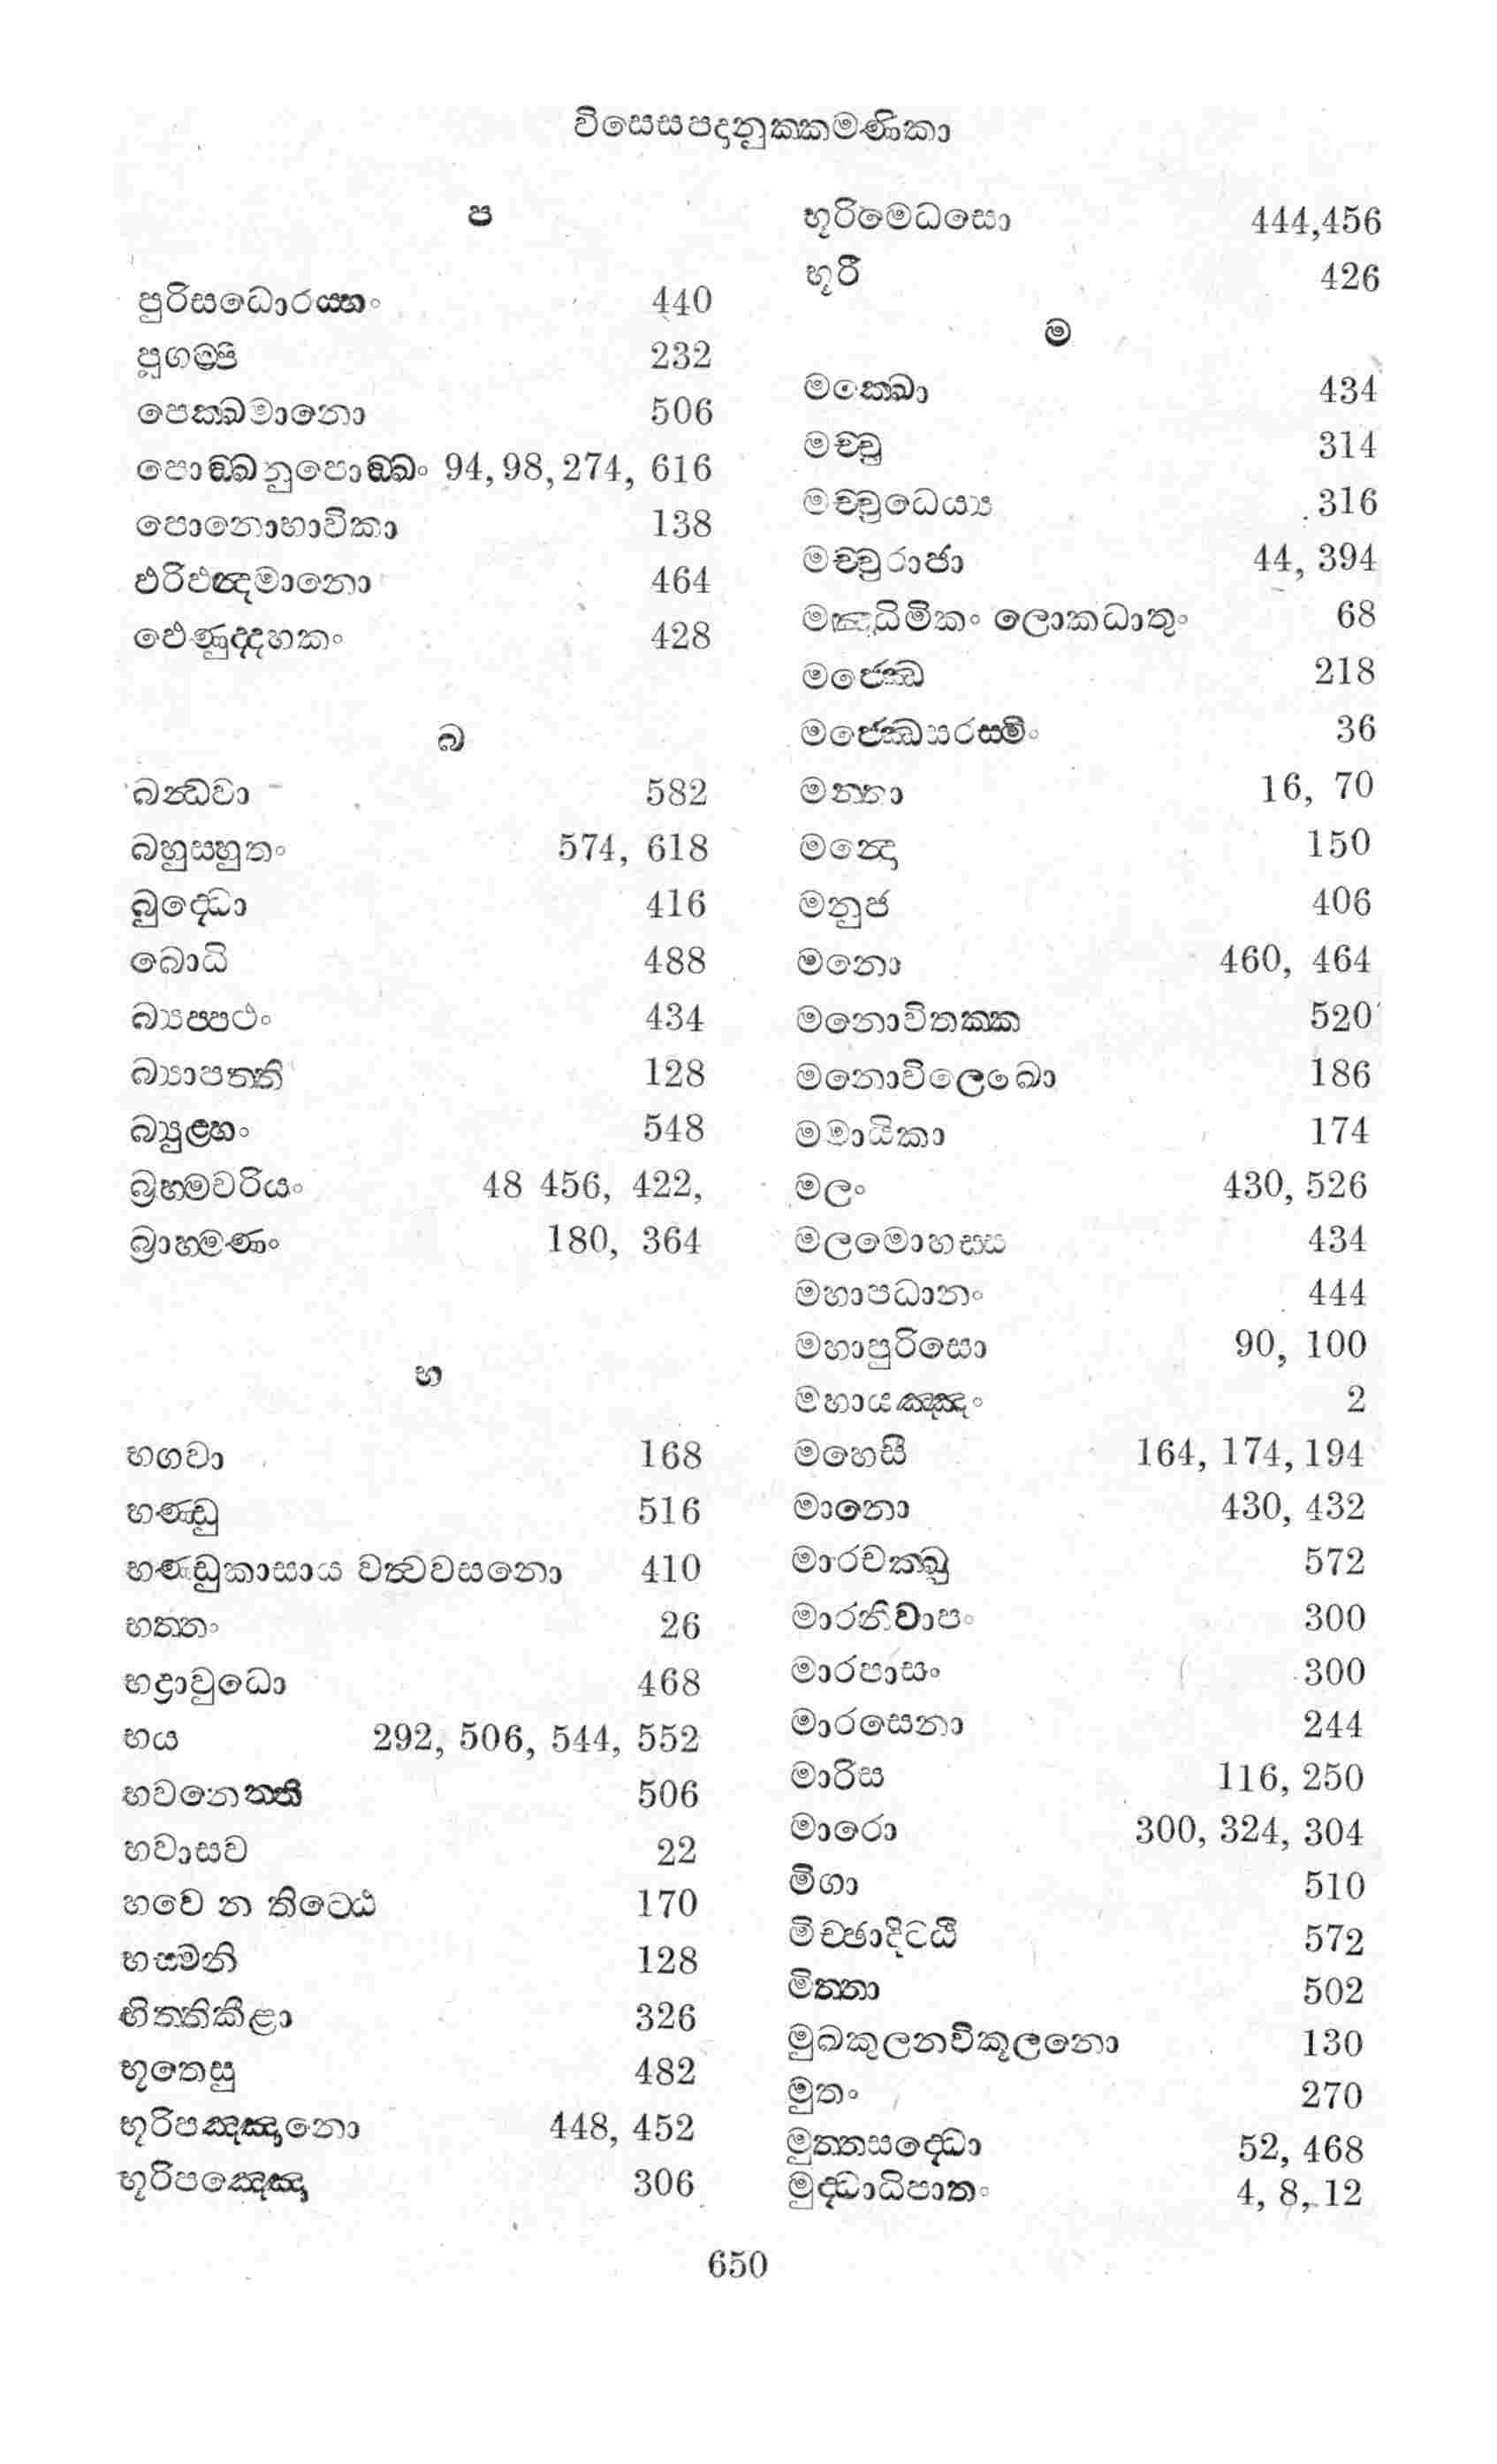 විසෙසපදනුක‍්කමණිකා
ප
පුරිසධොරය‍්හං 440
පූගම‍්පි 232
පෙක‍්ඛමානො 506
පොඞ‍්ඛනුපොඞ‍්ඛං 94, 98, 274, 616
පොනොභාවිකා 138
ඵරිඵන්‍දමානො 464
ඵෙණුද‍්දහකං 428
බ
බන්‍ධවා 582
බහුස‍්සුතං 574, 618
බුද්‍ධො 416
බොධි 488
බ්‍යප‍්පථං 434
බ්‍යාපත‍්ති 128
බ්‍යුළ‍්හං 548
බ්‍රහ‍්මචරියං 48 456, 422,
බ්‍රාහ‍්මණං 180, 364
භ
භගවා 168
භණ‍්ඩු 516
භණ‍්ඩුකාසාය වත්‍ථවසනො 410
භත‍්තං 26
භද්‍රාවුධො 468
භය 292, 506, 544, 552
භවනෙත‍්ති 506
භවාසව 22
භවෙ න තිට‍්ඨෙ 170
භස‍්මනි 128
භිත‍්තිකීළා 326
භූතෙසු 482
භූරිපඤ‍්ඤානො 448, 452
භූරිපඤ‍්ඤො 306
භූරිමෙධසො 444,456
භූරී 426
ම
මක‍්ඛො 434
මච‍්චු 314
මච‍්චුධෙය්‍ය 316
මච‍්චුරාජා 44, 394
මඤ‍්ධිමිකං ලොකධාතුං 68
මජ‍්ඣෙ 218
මජ‍්ඣෙසරස‍්මිං 36
මත‍්තා 16, 70
මන්‍දො 150
මනුජ 406
මනො 460, 464
මනොවිතක‍්ක 520
මනොවිලෙඛො 186
මමායිකා 174
මලං 430, 526
මලමොහස‍්ස 434
මහාපධානං 444
මහාපුරිසො 90, 100
මහායඤ‍්ඤං 2
මහෙසී 164, 174, 194
මානො 430, 432
මාරචක‍්ඛු 572
මාරනිවාපං 300
මාරපාසං 300
මාරසෙනා 244
මාරිස 116, 250
මාරො 300, 324, 304
මිගා 510
මිච‍්ඡාදිට‍්ඨි 572
මිත‍්තා 502
මුඛකුලනවිකූලනො 130
මුතං 270
මුත‍්තසද්‍ධො 52, 468
මුද්‍ධාධිපාතං 4, 8, 12
650